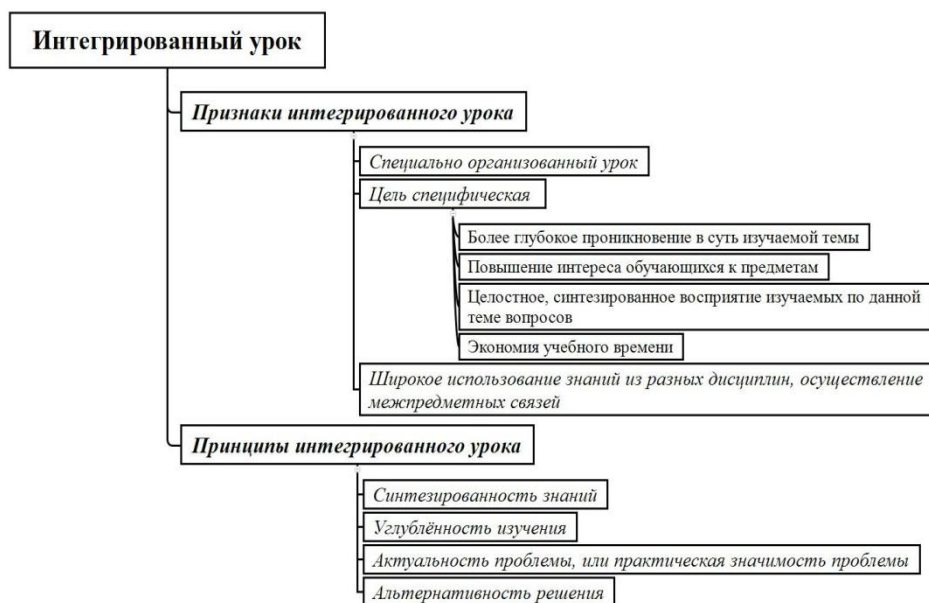 Интегрированный урок
Признаки интегрированного урока
Специально организованный урок
Цель специфическая
Более глубокое проникновение в суть изучаемой темы
Повышение интереса обучающихся к предметам
Целостное, синтезированное восприятие изучаемых по данной
теме вопросов
Экономия учебного времени
Широкое использование знаний из разных дисциплин, осуществление
межпредметных связей
Принципы интегрированного урока
Синтезированность знаний
Углублённость изучения
Актуальность проблемы, или практическая значимость проблемы
Альтернативность решения